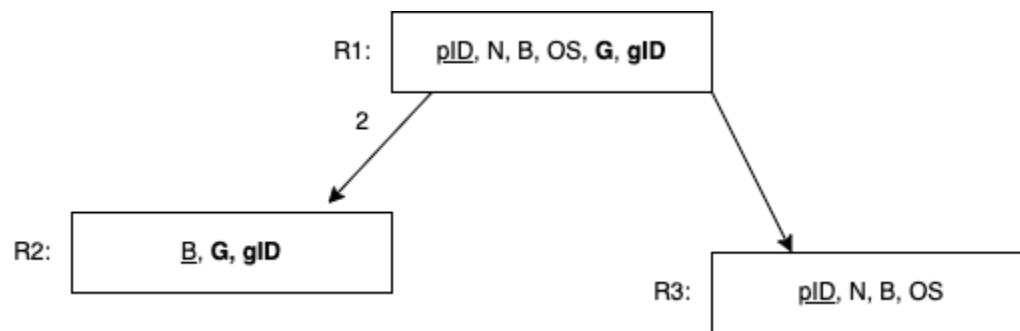 R1: pID, N, B, OS, G, gID
2
R2: B, G, gID
R3: pID, N, B, OS